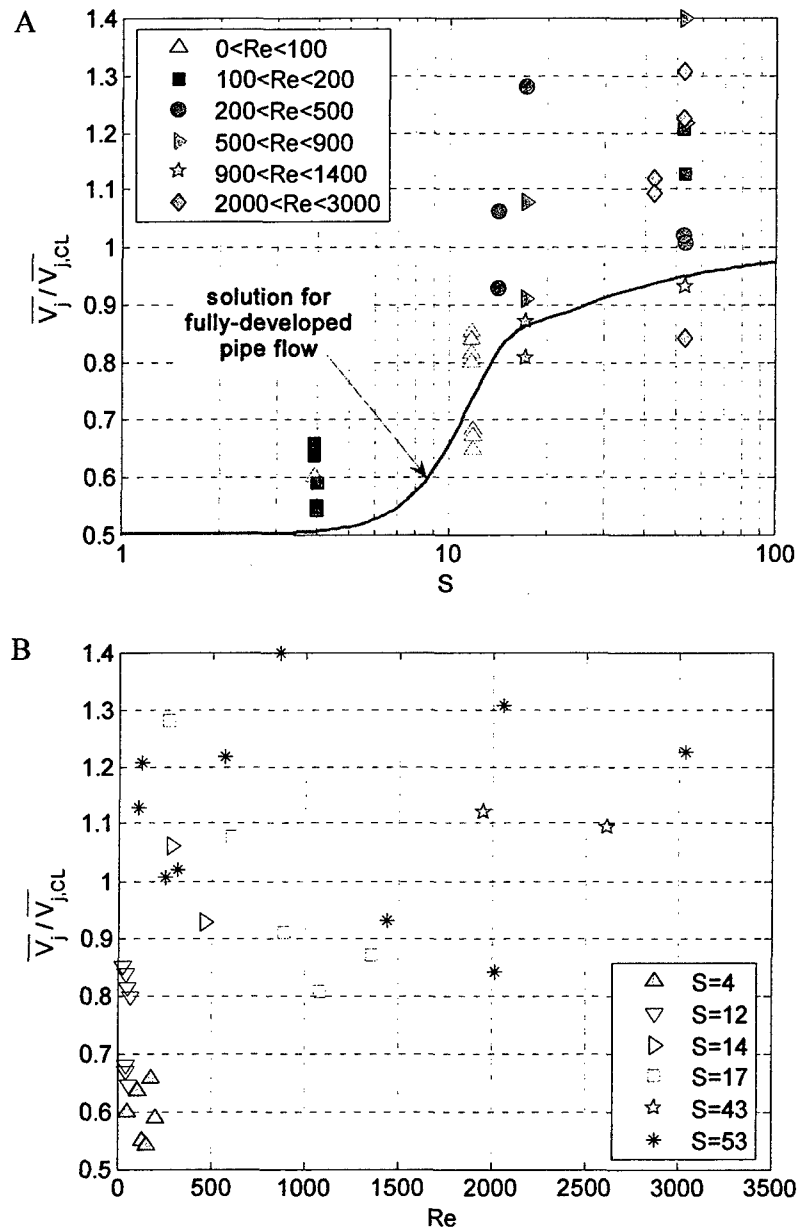 A
1.4
1.3
1.2
1.1
1
0.9
0.8
0.7
0.6
0.5
V̅j / V̅j,CL
0<Re<100
100<Re<200
200<Re<500
500<Re<900
900<Re<1400
2000<Re<3000
solution for
fully-developed
pipe flow
1
10
100
S
B
1.4
1.3
1.2
1.1
1
0.9
0.8
0.7
0.6
0.5
V̅j / V̅j,CL
S=4
S=12
S=14
S=17
S=43
S=53
0
500
1000
1500
2000
2500
3000
3500
Re